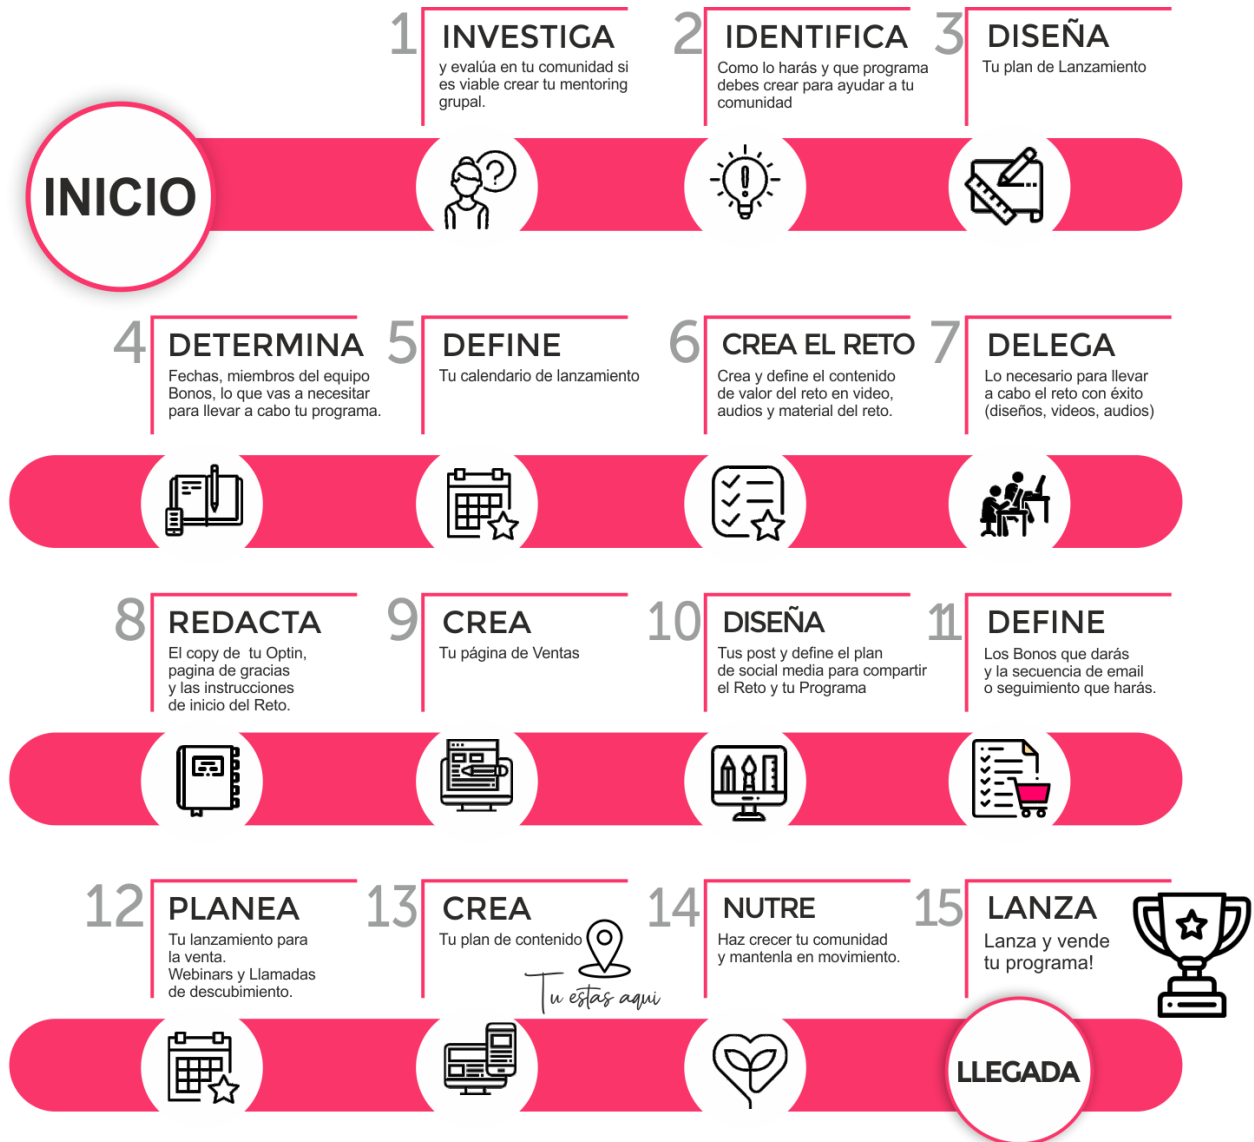 INICIO
1
INVESTIGA
y evalúa en tu comunidad si
es viable crear tu mentoring
grupal.
2
IDENTIFICA
Como lo harás y que programa
debes crear para ayudar a tu
comunidad
3
DISEÑA
Tu plan de Lanzamiento
4
DETERMINA
Fechas, miembros del equipo
Bonos, lo que vas a necesitar
para llevar a cabo tu programa.
5
DEFINE
Tu calendario de lanzamiento
6
CREA EL RETO
Crea y define el contenido
de valor del reto en video,
audios y material del reto.
7
DELEGA
Lo necesario para llevar
a cabo el reto con éxito
(diseños, videos, audios)
8
REDACTA
El copy de tu Optin,
pagina de gracias
y las instrucciones
de inicio del Reto.
9
CREA
Tu página de Ventas
10
DISEÑA
Tus post y define el plan
de social media para compartir
el Reto y tu Programa
11
DEFINE
Los Bonos que darás
y la secuencia de email
o seguimiento que harás.
12
PLANEA
Tu lanzamiento para
la venta.
Webinars y Llamadas
de descubimiento.
13
CREA
Tu plan de contenido
Tu estas aqui
14
NUTRE
Haz crecer tu comunidad
y mantenla en movimiento.
15
LANZA
Lanza y vende
tu programa!
LLEGADA